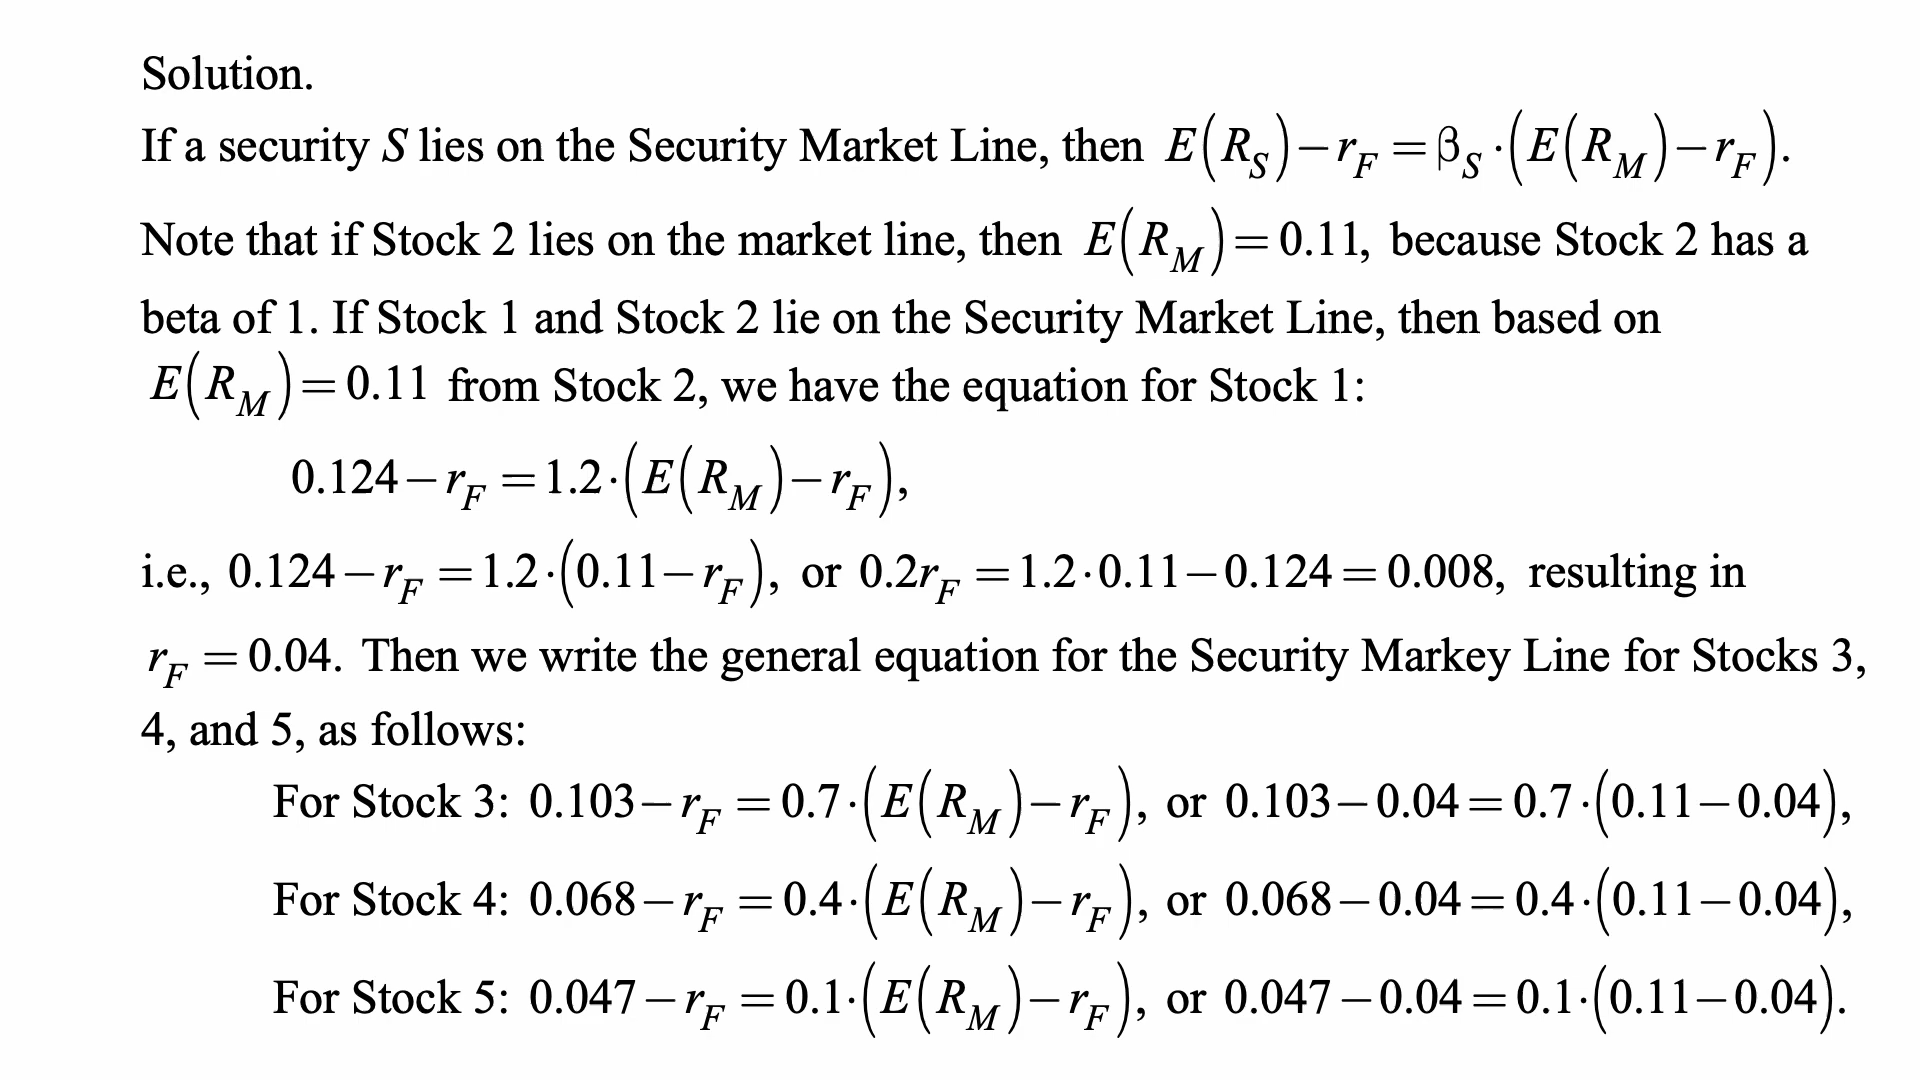 Solution.
If a security S lies on the Security Market Line, then E(R_S) − r_F = β_S · (E(R_M) − r_F).
Note that if Stock 2 lies on the market line, then E(R_M) = 0.11, because Stock 2 has a
beta of 1. If Stock 1 and Stock 2 lie on the Security Market Line, then based on
E(R_M) = 0.11 from Stock 2, we have the equation for Stock 1:
0.124 − r_F = 1.2 · (E(R_M) − r_F),
i.e., 0.124 − r_F = 1.2 · (0.11 − r_F), or 0.2r_F = 1.2 · 0.11 − 0.124 = 0.008, resulting in
r_F = 0.04. Then we write the general equation for the Security Markey Line for Stocks 3,
4, and 5, as follows:
For Stock 3: 0.103 − r_F = 0.7 · (E(R_M) − r_F), or 0.103 − 0.04 = 0.7 · (0.11 − 0.04),
For Stock 4: 0.068 − r_F = 0.4 · (E(R_M) − r_F), or 0.068 − 0.04 = 0.4 · (0.11 − 0.04),
For Stock 5: 0.047 − r_F = 0.1 · (E(R_M) − r_F), or 0.047 − 0.04 = 0.1 · (0.11 − 0.04).